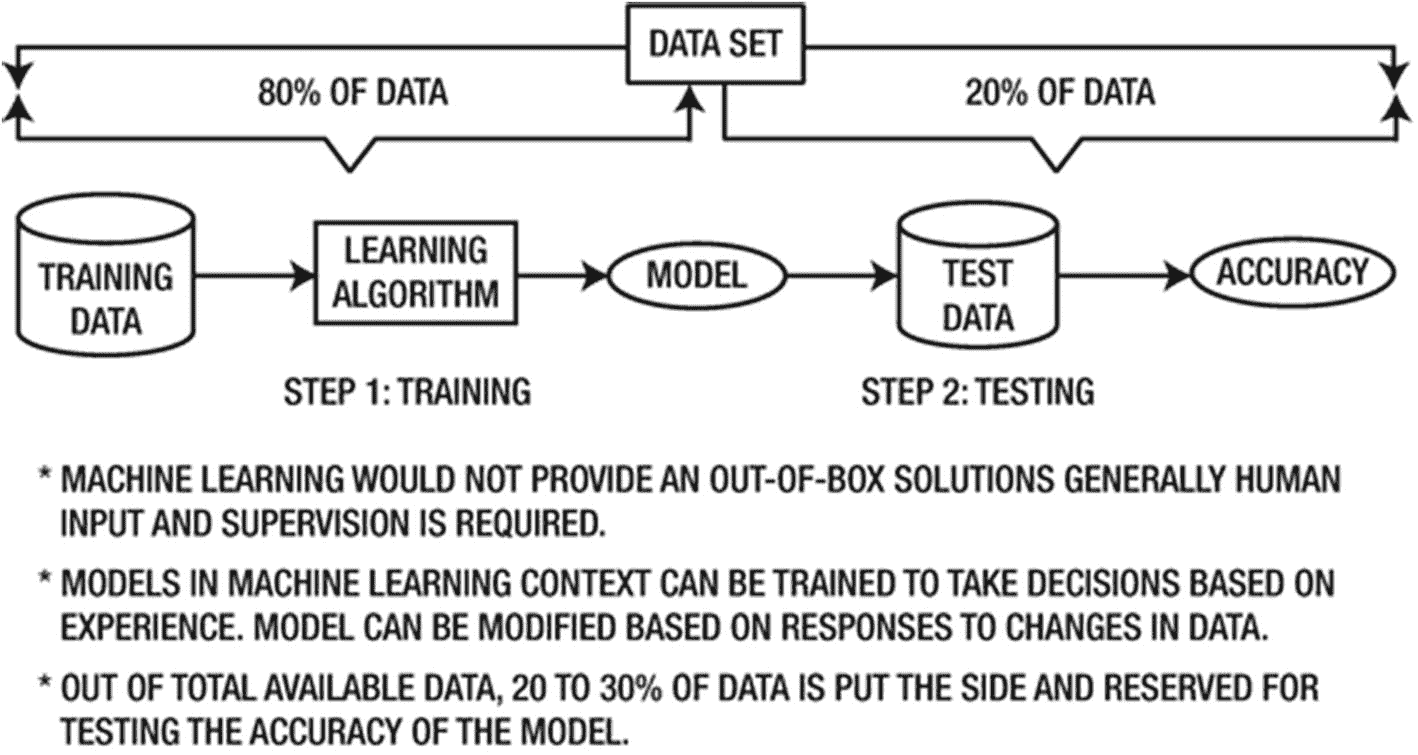 DATA SET
80% OF DATA
20% OF DATA
TRAINING
DATA
LEARNING
ALGORITHM
MODEL
TEST
DATA
ACCURACY
STEP 1: TRAINING
STEP 2: TESTING
* MACHINE LEARNING WOULD NOT PROVIDE AN OUT-OF-BOX SOLUTIONS GENERALLY HUMAN
INPUT AND SUPERVISION IS REQUIRED.
* MODELS IN MACHINE LEARNING CONTEXT CAN BE TRAINED TO TAKE DECISIONS BASED ON
EXPERIENCE. MODEL CAN BE MODIFIED BASED ON RESPONSES TO CHANGES IN DATA.
* OUT OF TOTAL AVAILABLE DATA, 20 TO 30% OF DATA IS PUT THE SIDE AND RESERVED FOR
TESTING THE ACCURACY OF THE MODEL.